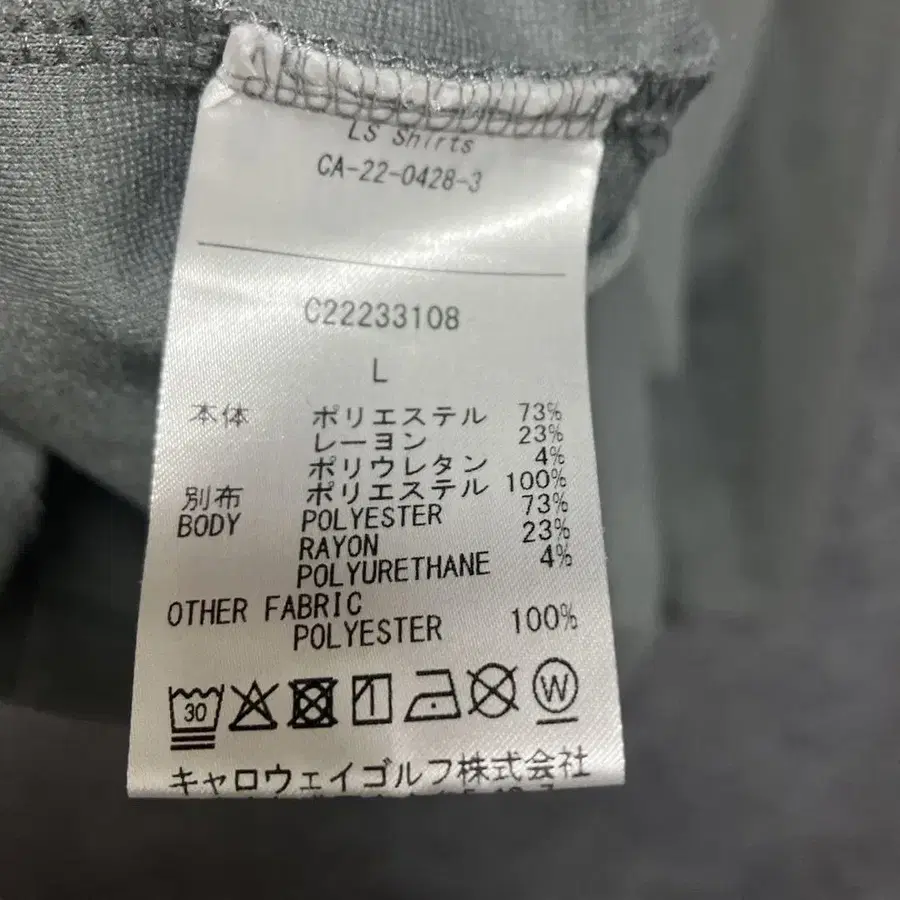 LS Shirts
CA-22-0428-3
C22233108
L
本体 ポリエステル 73%
レーヨン 23%
ポリウレタン 4%
別布 ポリエステル 100%
BODY POLYESTER 73%
RAYON 23%
POLYURETHANE 4%
OTHER FABRIC
POLYESTER 100%
30 W
キャロウェイゴルフ株式会社